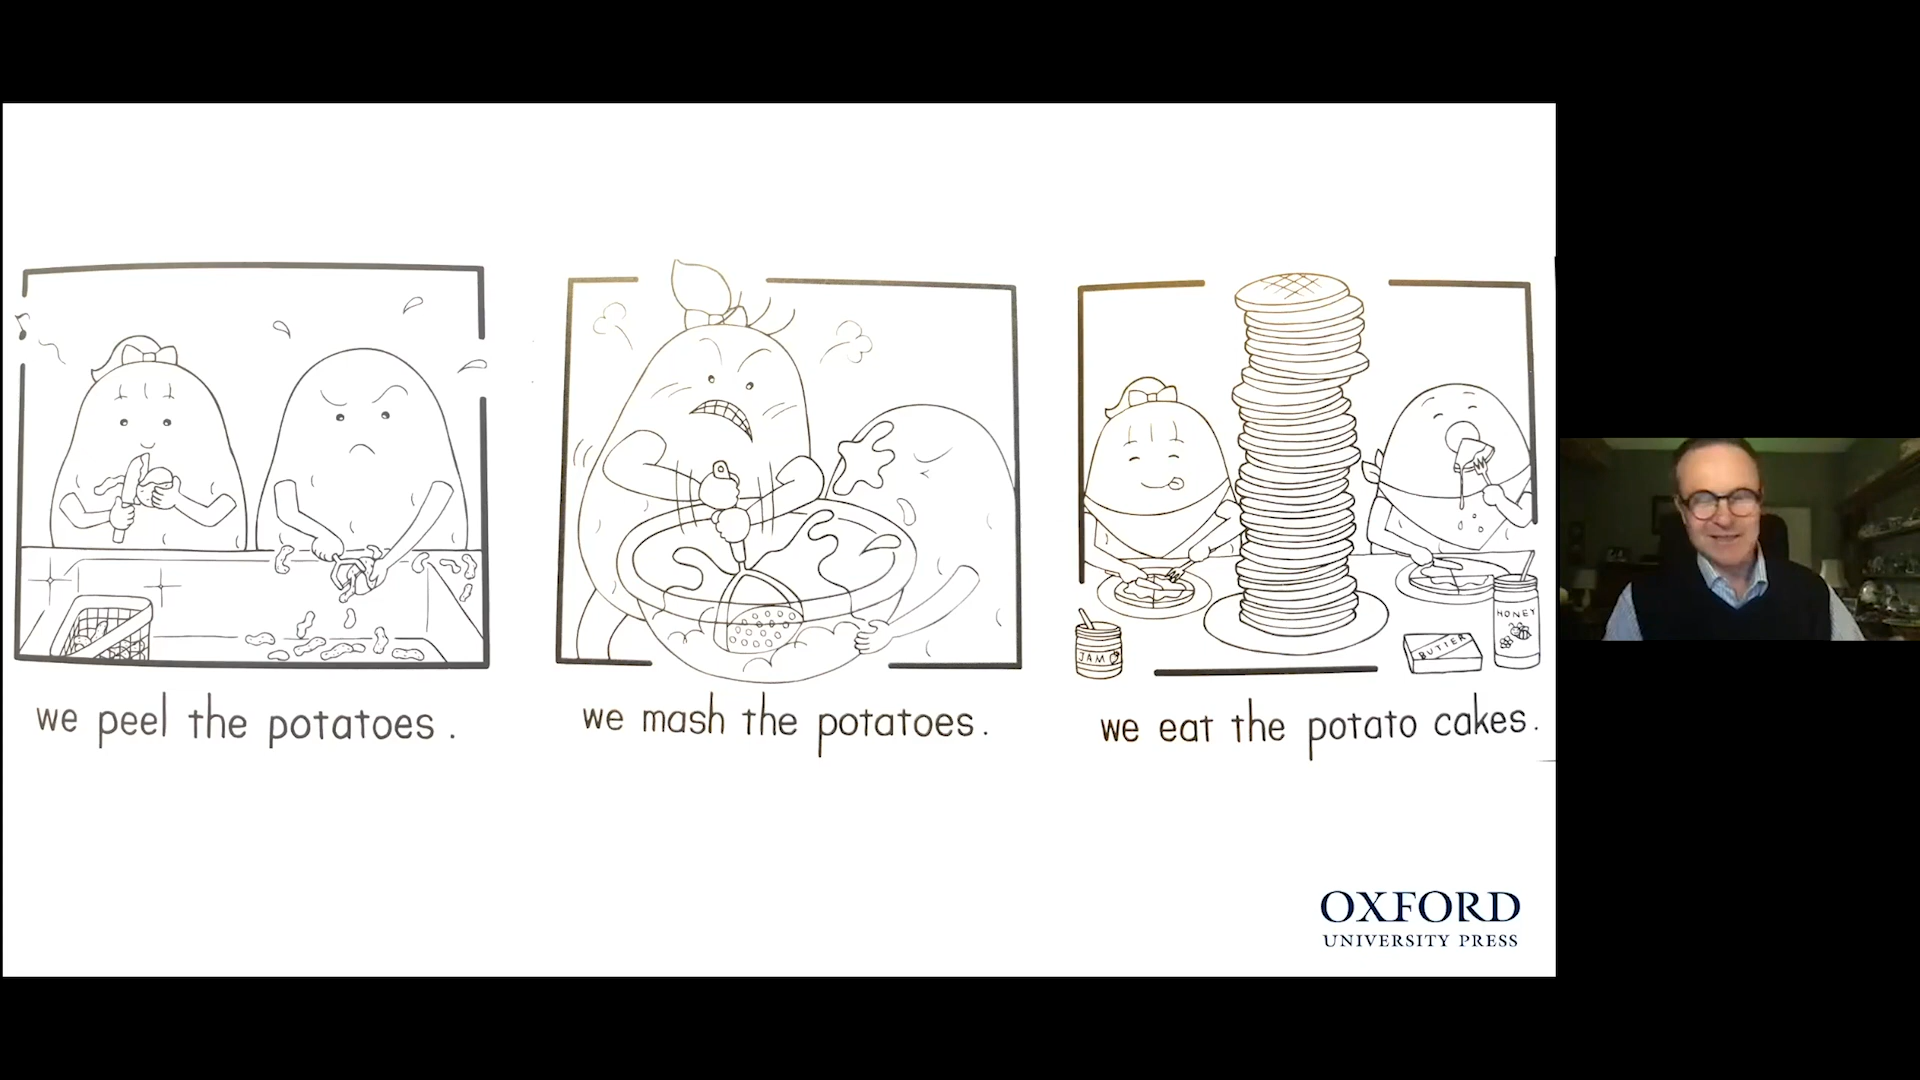 we peel the potatoes.
we mash the potatoes.
JAM
BUTTER
HONEY
we eat the potato cakes.
OXFORD
UNIVERSITY PRESS